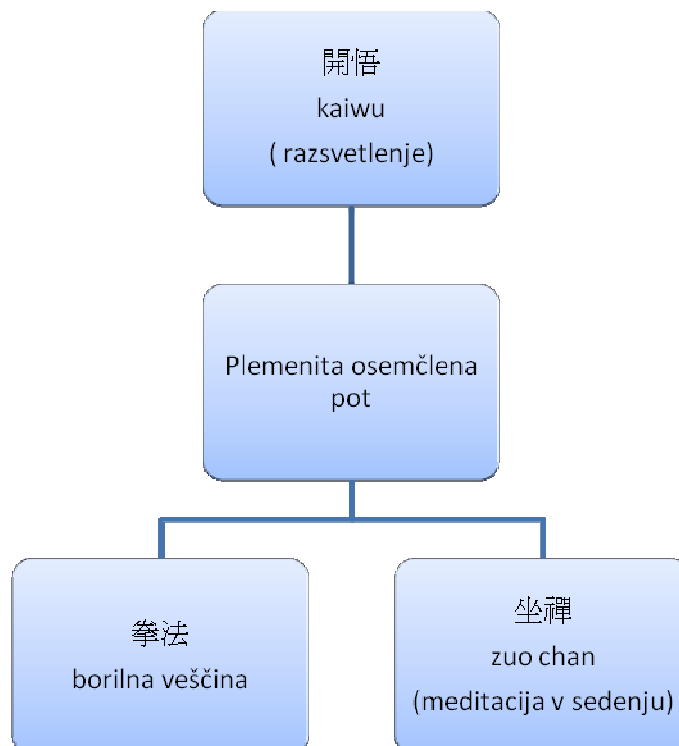 開悟
kaiwu
( razsvetlenje)
Plemenita osemčlena
pot
拳法
borilna veščina
坐禪
zuo chan
(meditacija v sedenju)